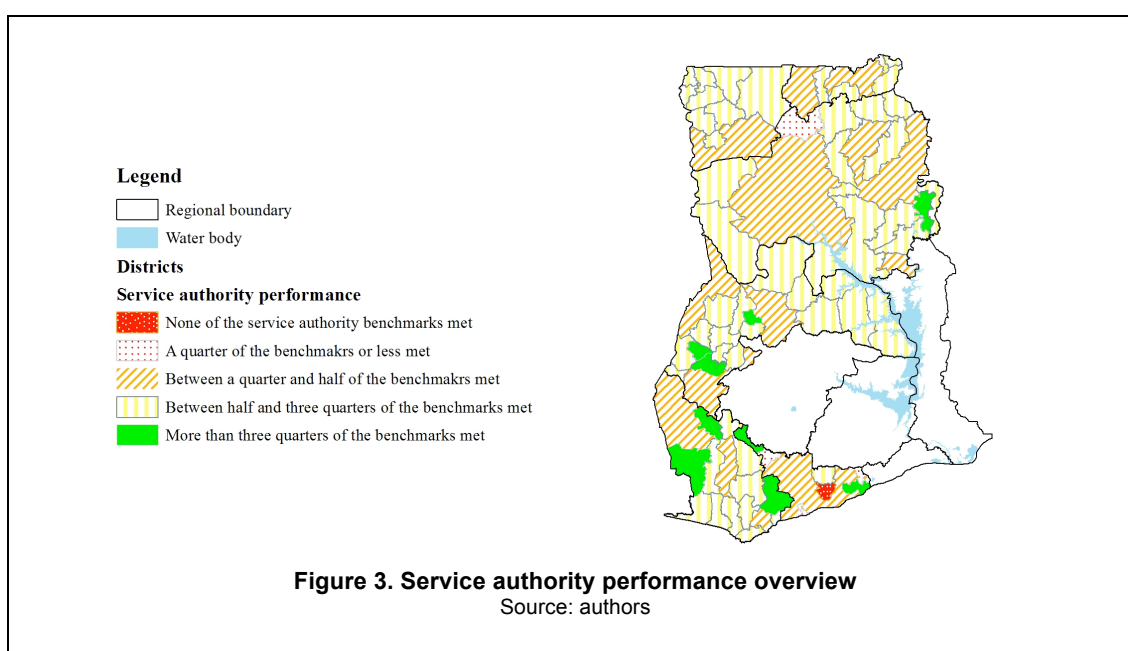 Legend
Regional boundary
Water body
Districts
Service authority performance
None of the service authority benchmarks met
A quarter of the benchmakrs or less met
Between a quarter and half of the benchmakrs met
Between half and three quarters of the benchmarks met
More than three quarters of the benchmarks met
Figure 3. Service authority performance overview
Source: authors